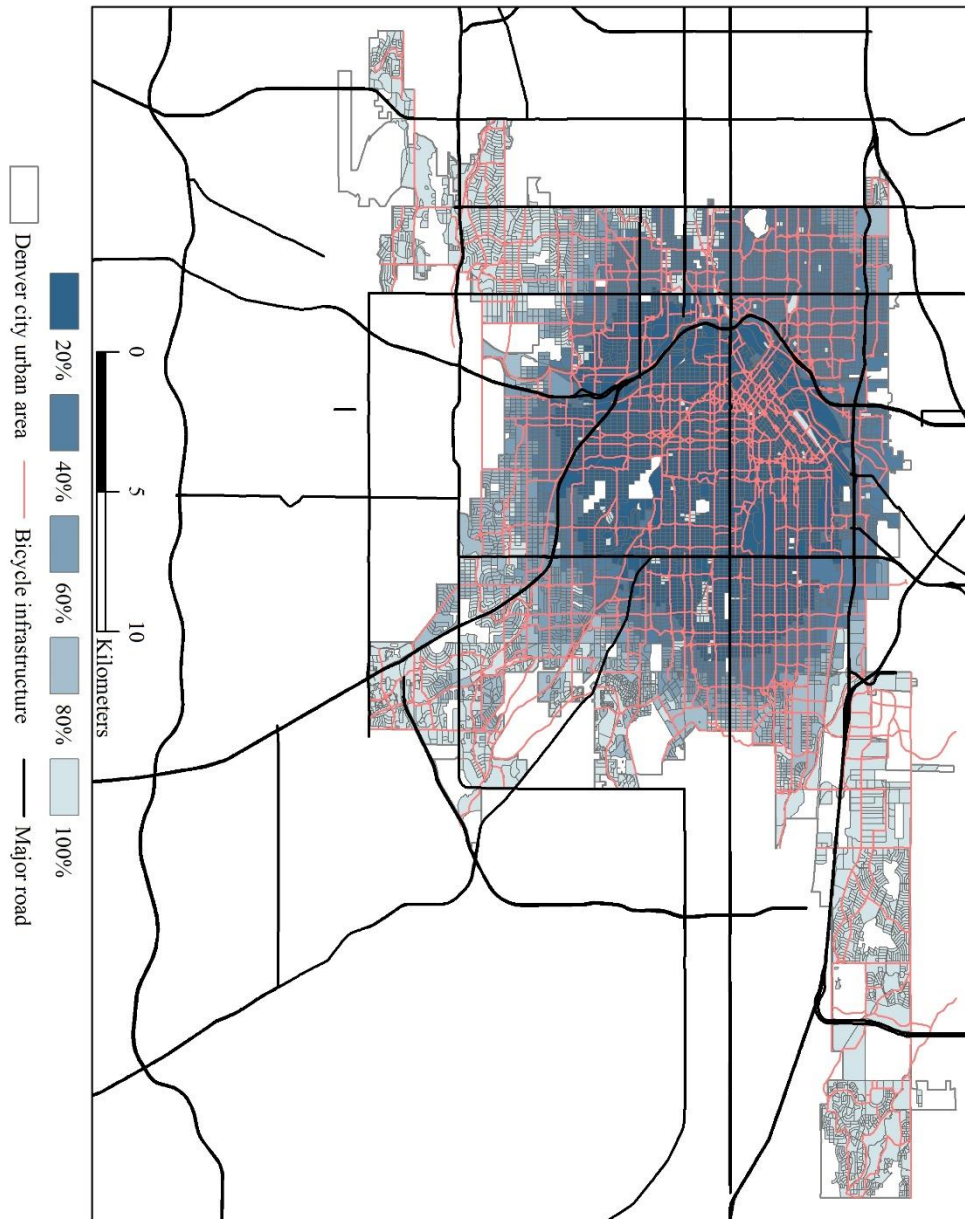 0 5 10
Kilometers
20% 40% 60% 80% 100%
Denver city urban area Bicycle infrastructure Major road